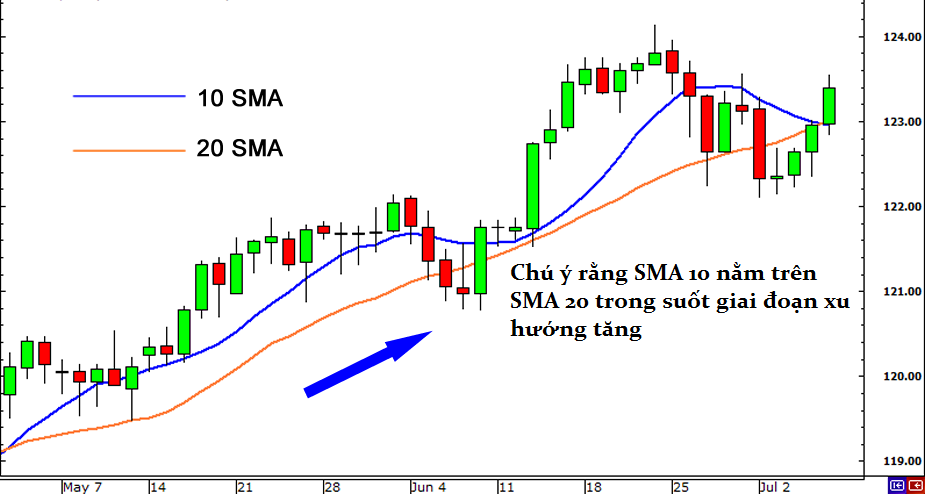 124.00
10 SMA
20 SMA
123.00
122.00
Chú ý rằng SMA 10 nằm trên
SMA 20 trong suốt giai đoạn xu
hướng tăng
121.00
120.00
119.00
May 7 14 21 28 Jun 4 11 18 25 Jul 2